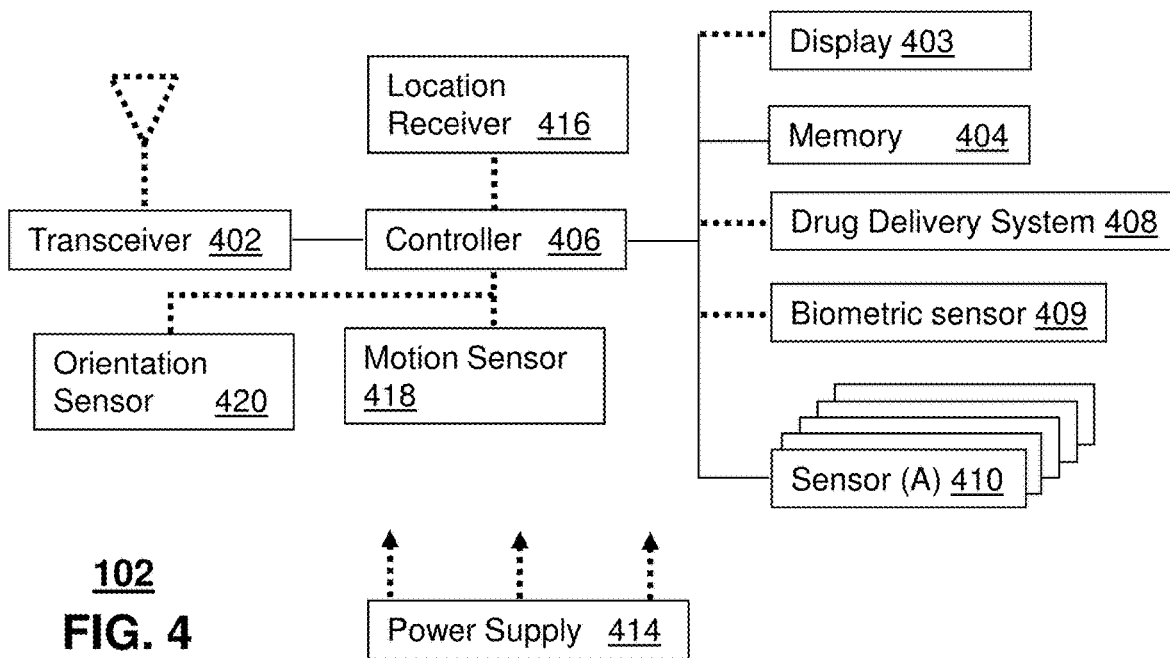 Display 403
Location
Receiver 416
Memory 404
Drug Delivery System 408
Transceiver 402
Controller 406
Biometric sensor 409
Orientation
Sensor 420
Motion Sensor
418
Sensor (A) 410
102
FIG. 4
Power Supply 414